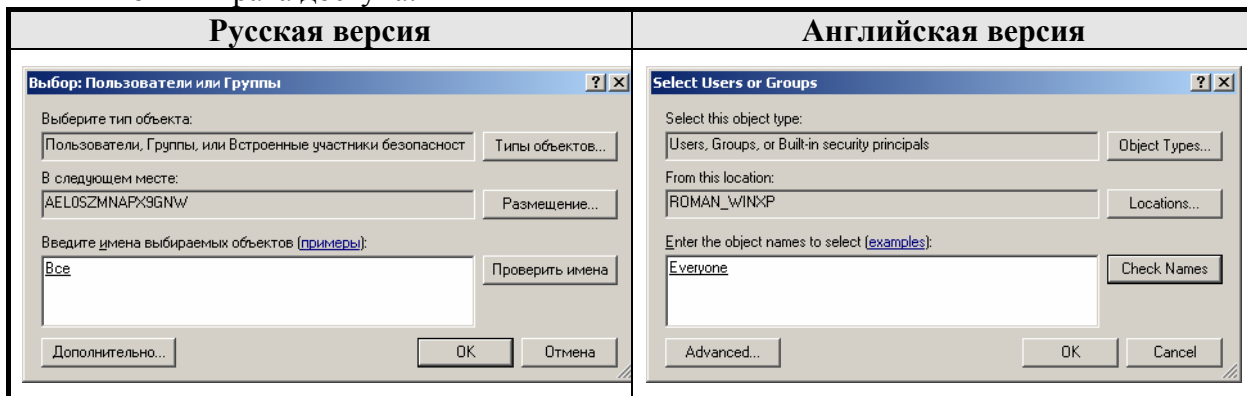 Русская версия
Английская версия
Выбор: Пользователи или Группы
Выберите тип объекта:
Пользователи, Группы, или Встроенные участники безопасност
Типы объектов...
В следующем месте:
AEL0SZMNAPX9GNW
Размещение...
Введите имена выбираемых объектов (примеры):
Все
Проверить имена
Дополнительно...
OK
Отмена
Select Users or Groups
Select this object type:
Users, Groups, or Built-in security principals
Object Types...
From this location:
ROMAN_WINXP
Locations...
Enter the object names to select (examples):
Everyone
Check Names
Advanced...
OK
Cancel